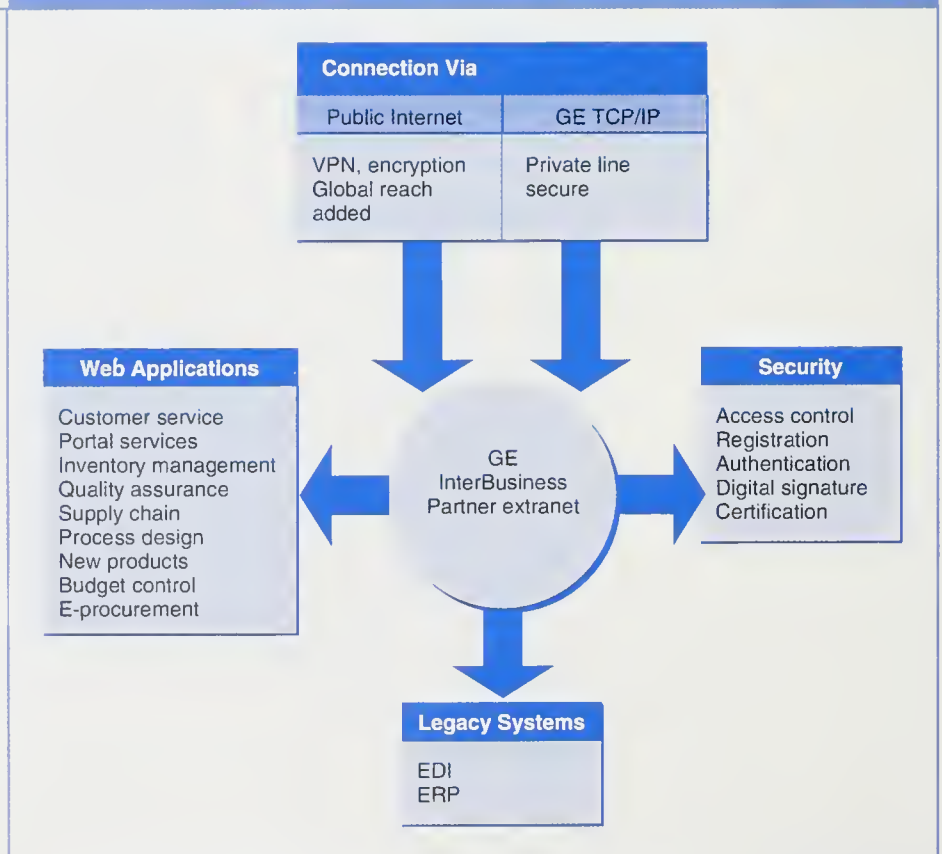 Connection Via
Public Internet
GE TCP/IP
VPN, encryption
Global reach
added
Private line
secure
Web Applications
Customer service
Portal services
Inventory management
Quality assurance
Supply chain
Process design
New products
Budget control
E-procurement
GE
InterBusiness
Partner extranet
Security
Access control
Registration
Authentication
Digital signature
Certification
Legacy Systems
EDI
ERP